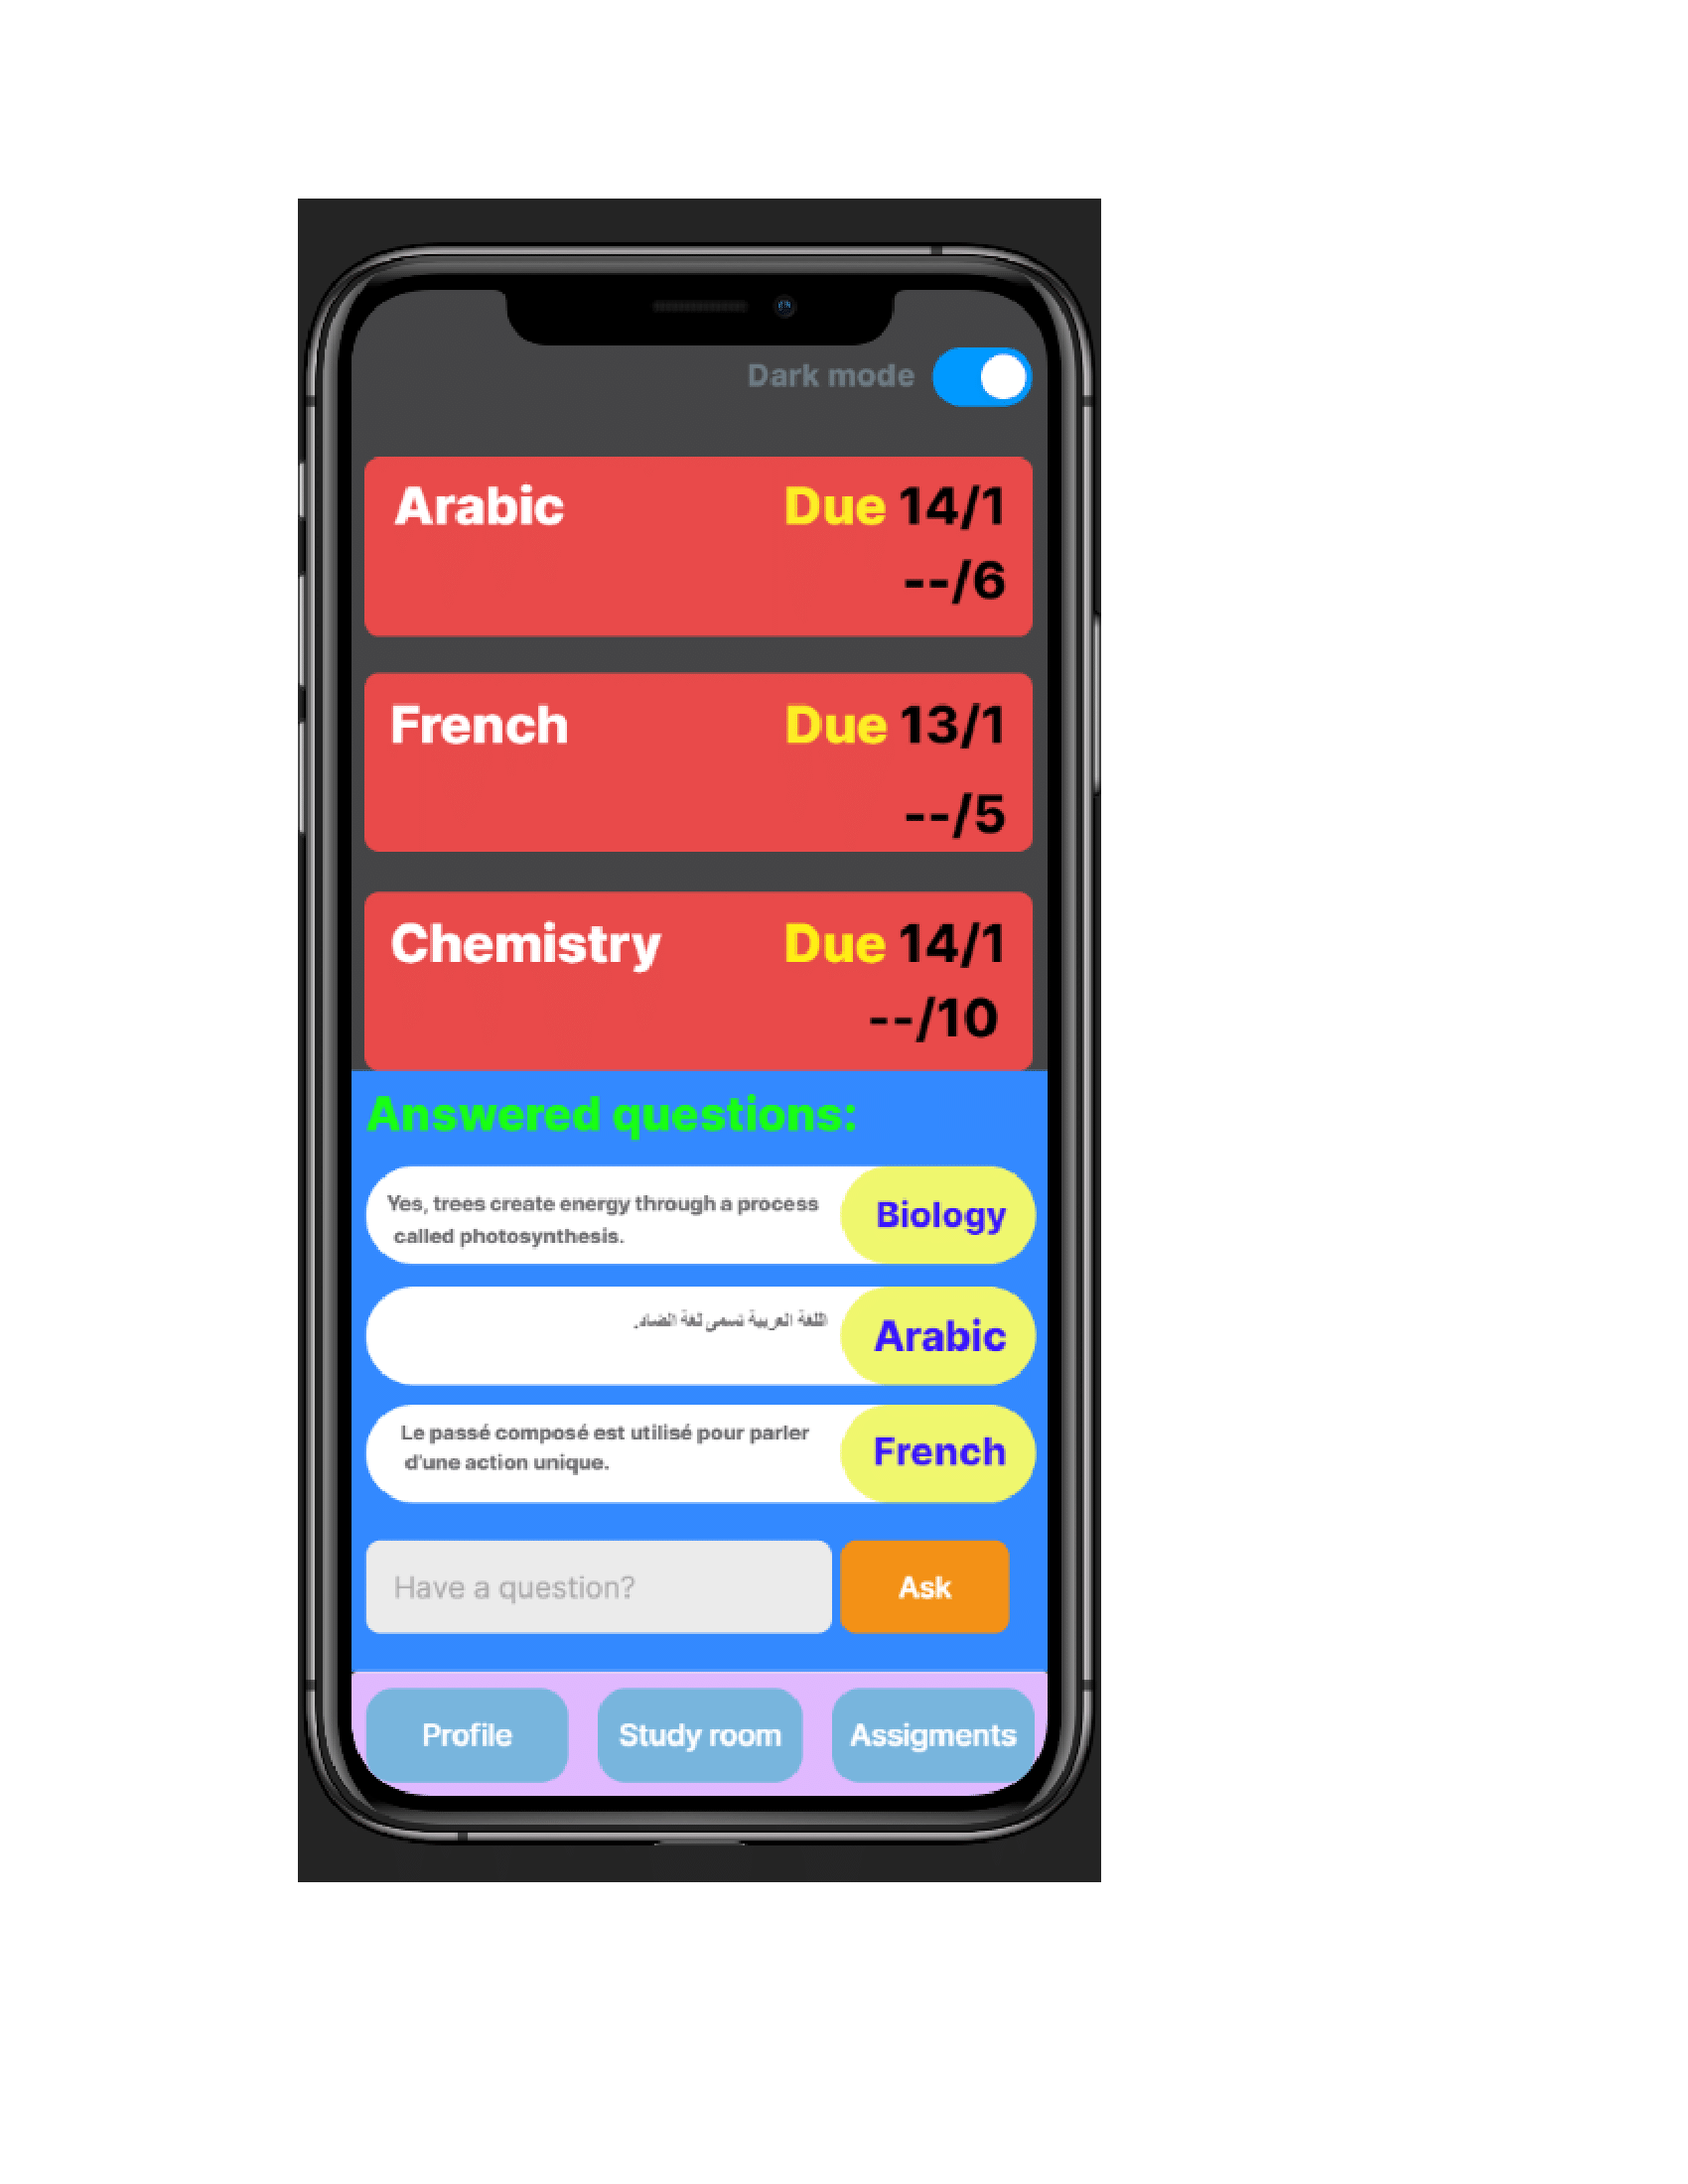 Dark mode
Arabic Due 14/1
--/6
French Due 13/1
--/5
Chemistry Due 14/1
--/10
Answered questions:
Yes, trees create energy through a process
called photosynthesis.
Biology
اللغة العربية تسمى لغة الضاد.
Arabic
Le passé composé est utilisé pour parler
d'une action unique.
French
Have a question? Ask
Profile Study room Assigments